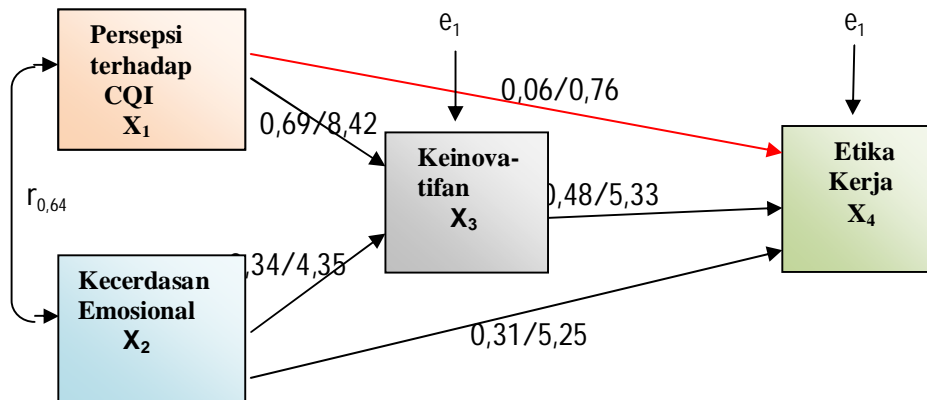 e₁
e₁
Persepsi
terhadap
CQI
X₁
0,06/0,76
0,69/8,42
Keinova-
tifan
X₃
Etika
Kerja
X₄
r0,64
,48/5,33
,34/4,35
Kecerdasan
Emosional
X₂
0,31/5,25